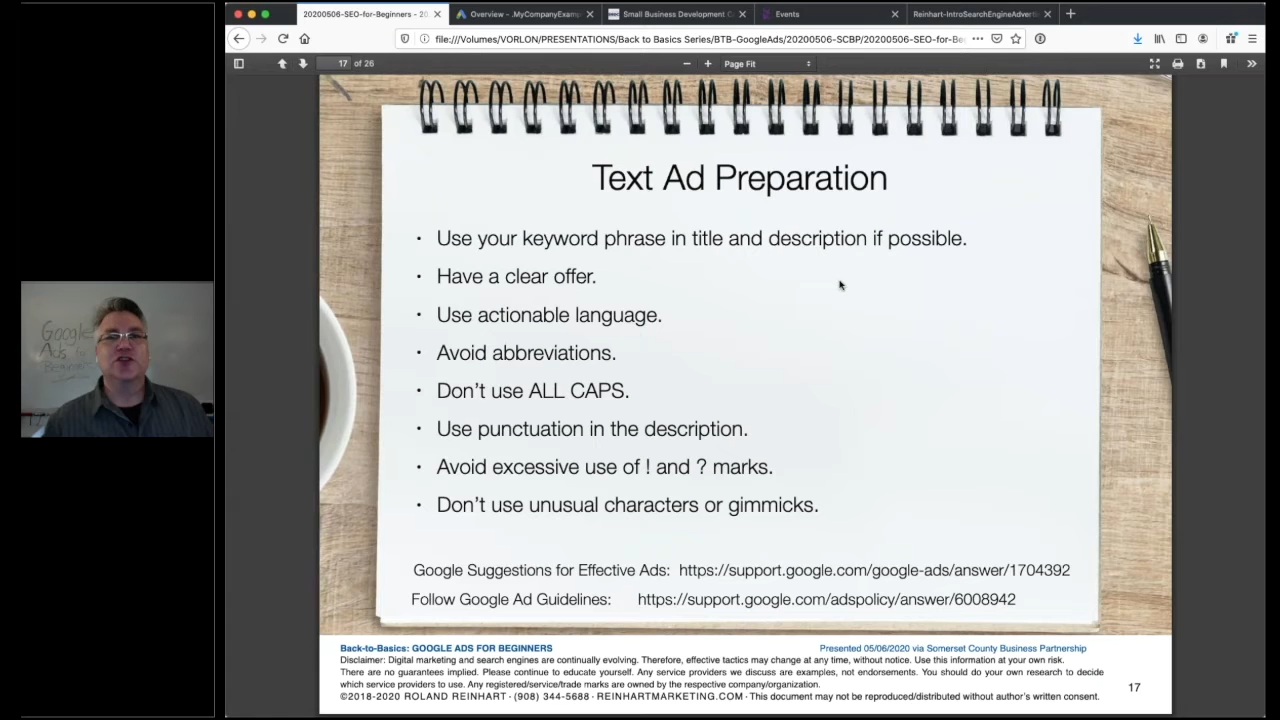 20200506-SEO-for-Beginners - 20
Overview - .MyCompanyExam
Small Business Development C
Events
Reinhart-IntroSearchEngineAdverti
file:///Volumes/VORLON/PRESENTATIONS/Back to Basics Series/BTB-GoogleAds/20200506-SCBP/20200506-SEO-for-Be
17 of 26
Page Fit
Text Ad Preparation
• Use your keyword phrase in title and description if possible.
• Have a clear offer.
• Use actionable language.
• Avoid abbreviations.
• Don't use ALL CAPS.
• Use punctuation in the description.
• Avoid excessive use of ! and ? marks.
• Don't use unusual characters or gimmicks.
Google Suggestions for Effective Ads: https://support.google.com/google-ads/answer/1704392
Follow Google Ad Guidelines: https://support.google.com/adspolicy/answer/6008942
Google
Ads for
Beginners
Back-to-Basics: GOOGLE ADS FOR BEGINNERS
Presented 05/06/2020 via Somerset County Business Partnership
Disclaimer: Digital marketing and search engines are continually evolving. Therefore, effective tactics may change at any time, without notice. Use this information at your own risk.
There are no guarantees implied. Please continue to educate yourself. Any service providers we discuss are examples, not endorsements. You should do your own research to decide
which service providers to use. Any registered/service/trade marks are owned by the respective company/organization.
©2018-2020 ROLAND REINHART · (908) 344-5688 · REINHARTMARKETING.COM · This document may not be reproduced/distributed without author's written consent.
17